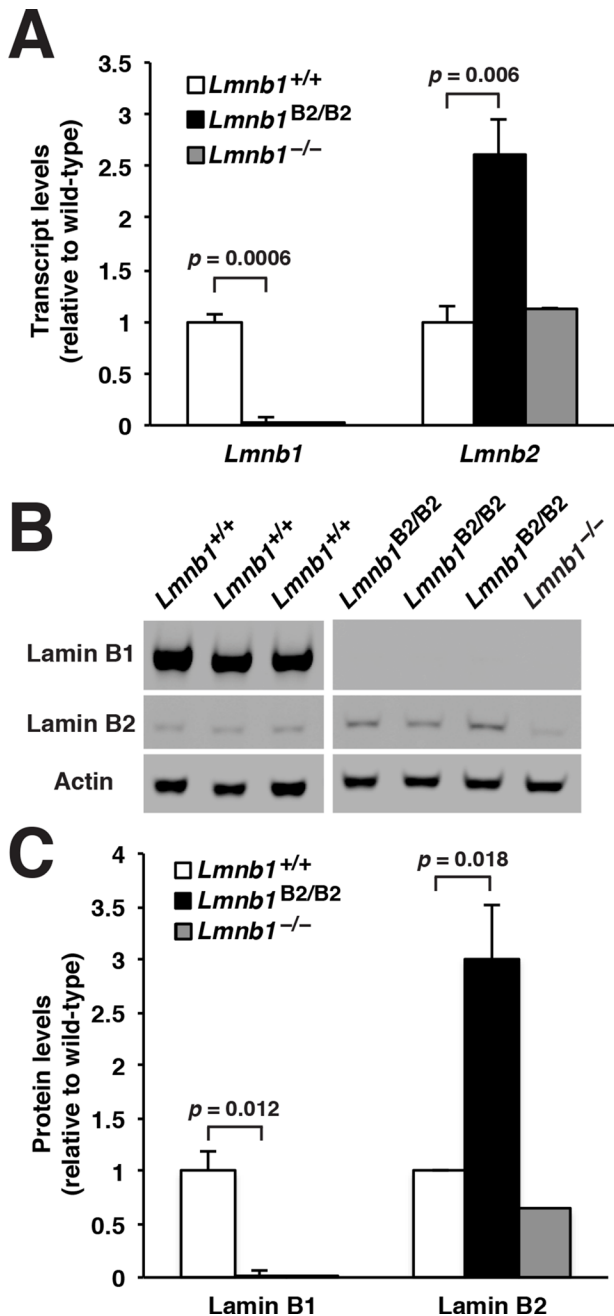 A
Transcript levels
(relative to wild-type)
3.5
3
2.5
2
1.5
1
0.5
0
Lmnb1+/+
Lmnb1B2/B2
Lmnb1–/–
p = 0.0006
p = 0.006
Lmnb1
Lmnb2
B
Lmnb1+/+
Lmnb1+/+
Lmnb1+/+
Lmnb1B2/B2
Lmnb1B2/B2
Lmnb1B2/B2
Lmnb1–/–
Lamin B1
Lamin B2
Actin
C
Protein levels
(relative to wild-type)
4
3.5
3
2.5
2
1.5
1
0.5
0
Lmnb1+/+
Lmnb1B2/B2
Lmnb1–/–
p = 0.012
p = 0.018
Lamin B1
Lamin B2